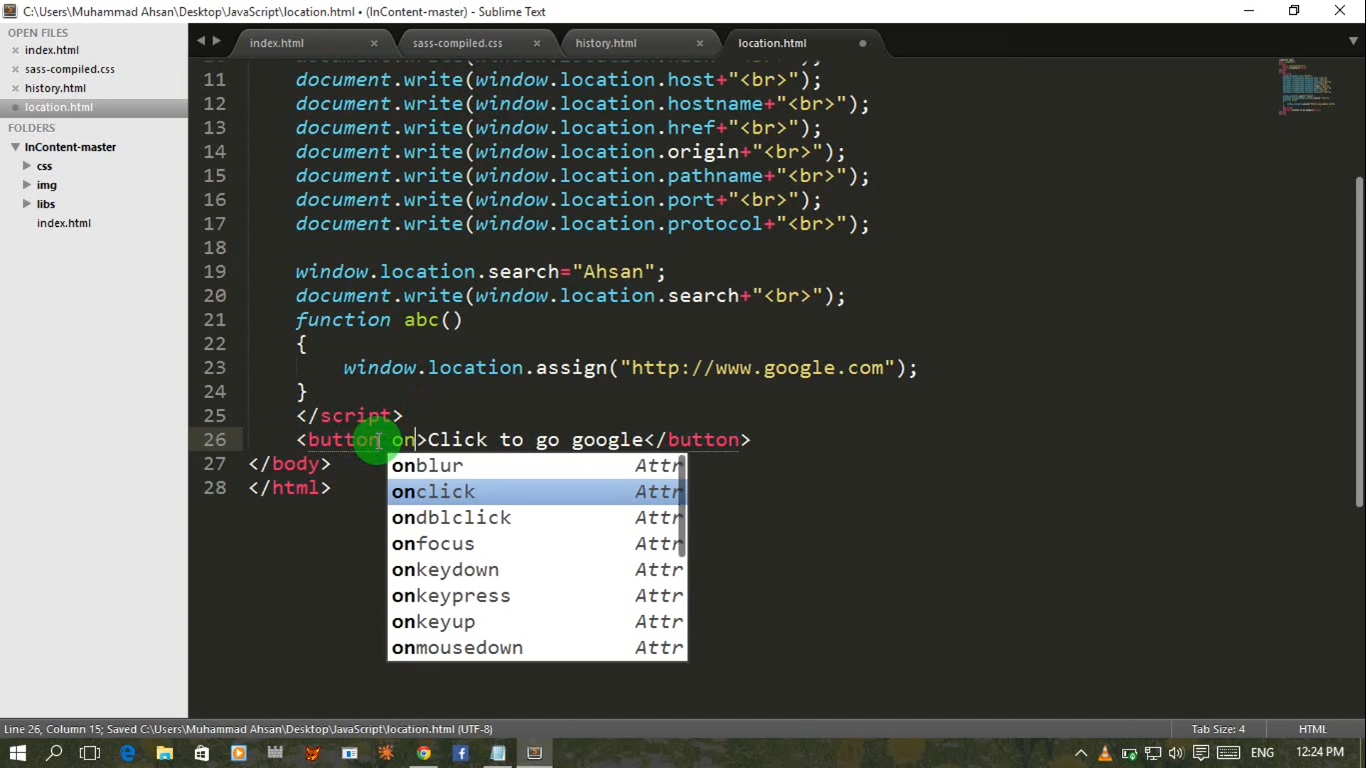 C:\Users\Muhammad Ahsan\Desktop\JavaScript\location.html • (InContent-master) - Sublime Text
OPEN FILES
index.html
sass-compiled.css
history.html
location.html
FOLDERS
InContent-master
css
img
libs
index.html
index.html
sass-compiled.css
history.html
location.html
11 document.write(window.location.host+"<br>");
12 document.write(window.location.hostname+"<br>");
13 document.write(window.location.href+"<br>");
14 document.write(window.location.origin+"<br>");
15 document.write(window.location.pathname+"<br>");
16 document.write(window.location.port+"<br>");
17 document.write(window.location.protocol+"<br>");
18
19 window.location.search="Ahsan";
20 document.write(window.location.search+"<br>");
21 function abc()
22 {
23 window.location.assign("http://www.google.com");
24 }
25 </script>
26 <button on>Click to go google</button>
27 </body>
28 </html>
onblur Attr
onclick Attr
ondblclick Attr
onfocus Attr
onkeydown Attr
onkeypress Attr
onkeyup Attr
onmousedown Attr
Line 26, Column 15; Saved C:\Users\Muhammad Ahsan\Desktop\JavaScript\location.html (UTF-8)
Tab Size: 4
HTML
ENG
12:24 PM